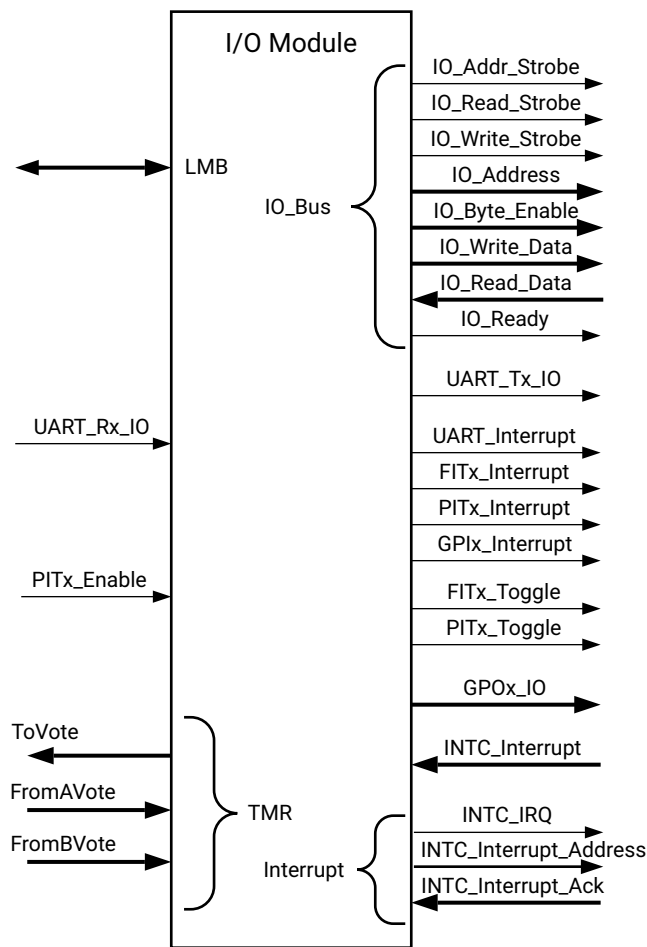 I/O Module
IO_Addr_Strobe
IO_Read_Strobe
IO_Write_Strobe
LMB
IO_Address
IO_Bus
IO_Byte_Enable
IO_Write_Data
IO_Read_Data
IO_Ready
UART_Tx_IO
UART_Rx_IO
UART_Interrupt
FITx_Interrupt
PITx_Interrupt
GPIx_Interrupt
PITx_Enable
FITx_Toggle
PITx_Toggle
GPOx_IO
ToVote
INTC_Interrupt
FromAVote
TMR
INTC_IRQ
FromBVote
INTC_Interrupt_Address
Interrupt
INTC_Interrupt_Ack